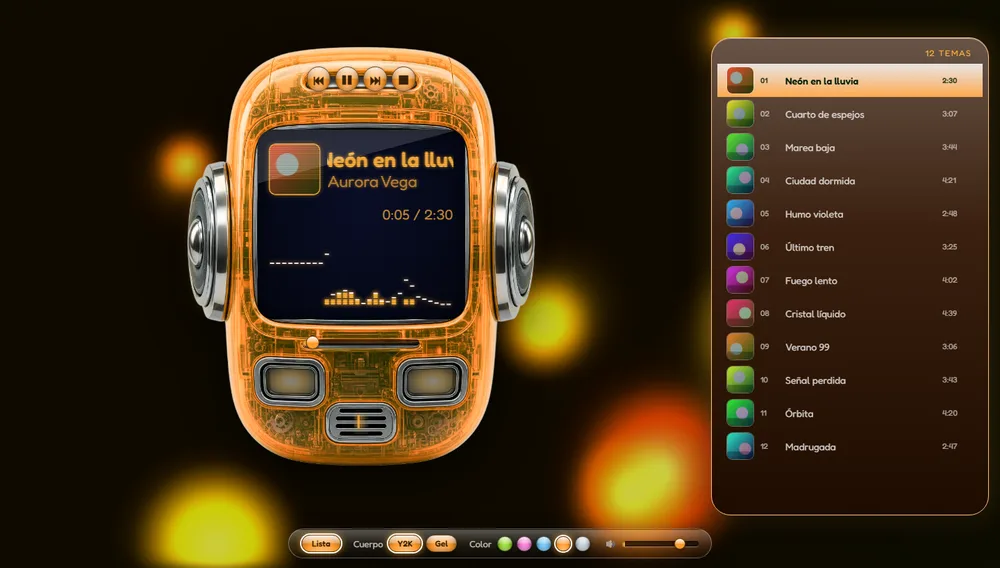 12 TEMAS
01 Neón en la lluvia 2:30
02 Cuarto de espejos 3:07
03 Marea baja 3:44
04 Ciudad dormida 4:21
05 Humo violeta 2:48
06 Último tren 3:25
07 Fuego lento 4:02
08 Cristal líquido 4:39
09 Verano 99 3:06
10 Señal perdida 3:43
11 Órbita 4:20
12 Madrugada 2:47
Neón en la lluv
Aurora Vega
0:05 / 2:30
Lista Cuerpo Y2K Gel Color